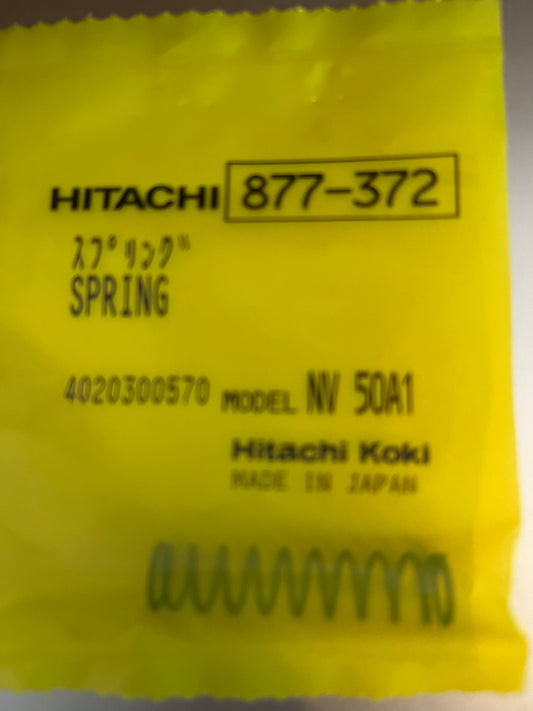 HITACHI 877-372
スプリング
SPRING
4020300570 MODEL NV 50A1
Hitachi Koki
MADE IN JAPAN